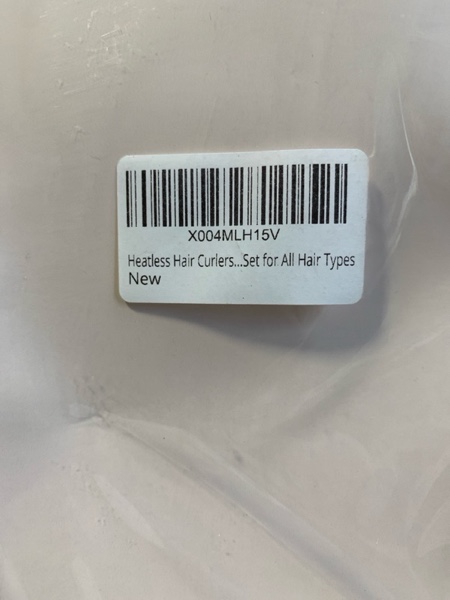 X004MLH15V
Heatless Hair Curlers...Set for All Hair Types
New